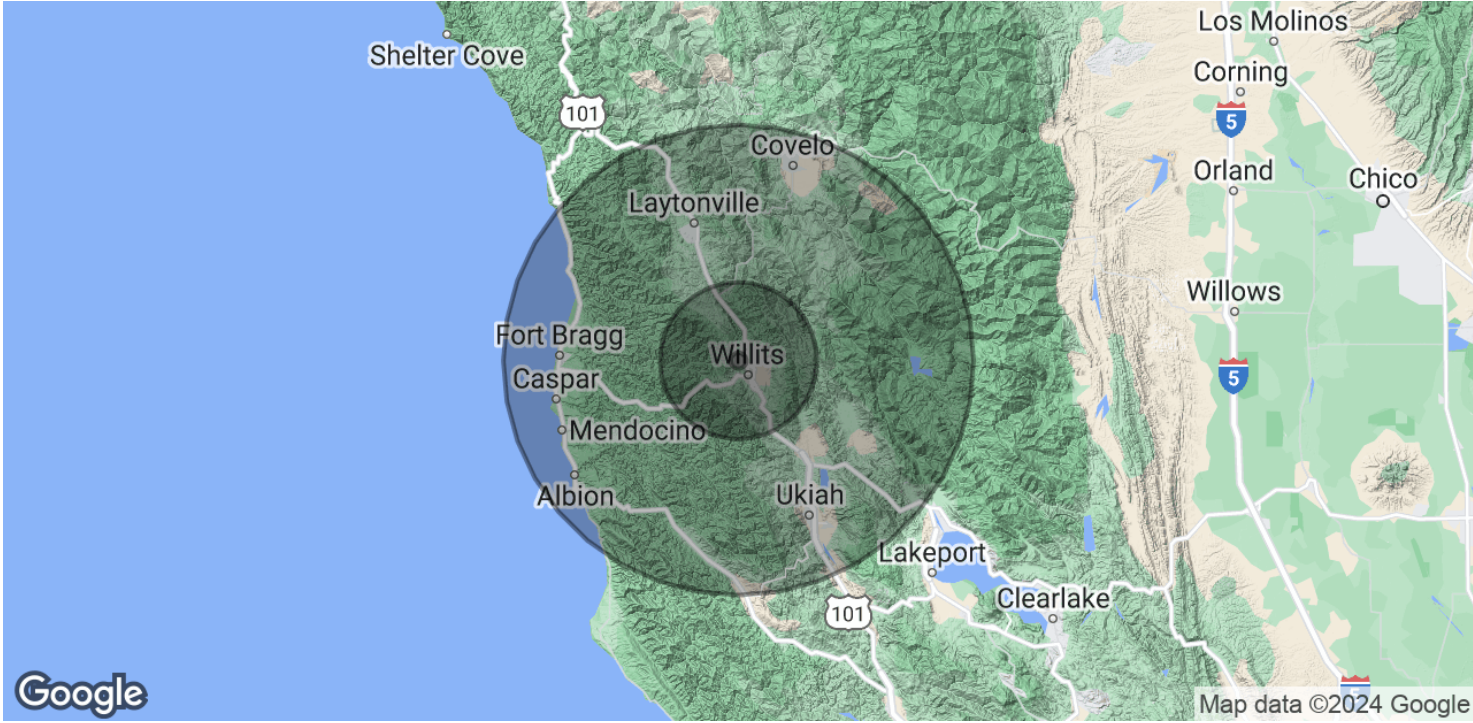 Los Molinos
Shelter Cove
Corning
101
5
Covelo
Orland
Chico
Laytonville
Willows
Fort Bragg
Willits
5
Caspar
Mendocino
Albion
Ukiah
Lakeport
Clearlake
101
5
Google
Map data ©2024 Google